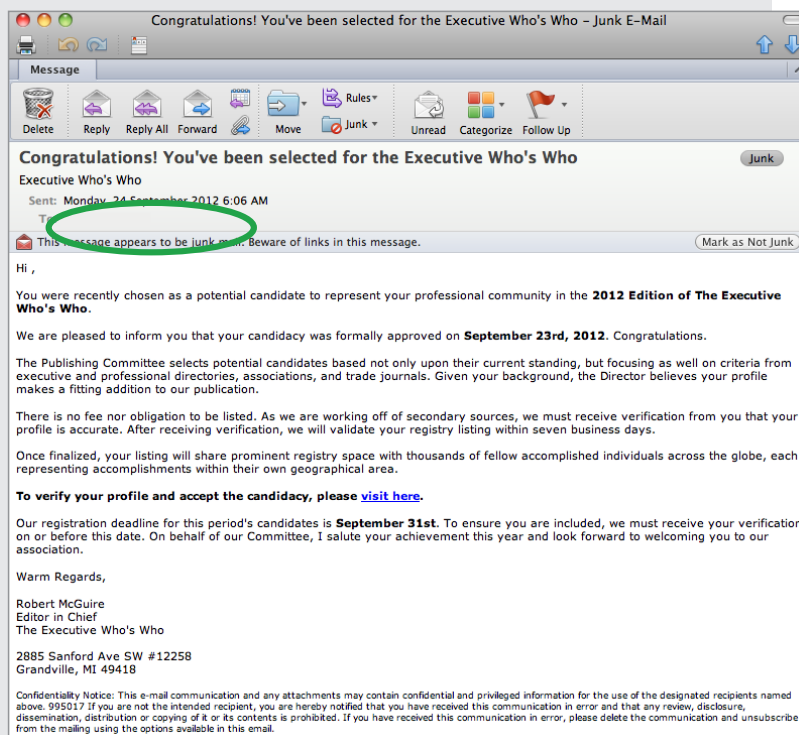 Congratulations! You've been selected for the Executive Who's Who – Junk E-Mail
Message
Delete Reply Reply All Forward Move Rules Junk Unread Categorize Follow Up
Congratulations! You've been selected for the Executive Who's Who
Junk
Executive Who's Who
Sent: Monday, 24 September 2012 6:06 AM
To
This message appears to be junk mail. Beware of links in this message.
Mark as Not Junk
Hi ,
You were recently chosen as a potential candidate to represent your professional community in the 2012 Edition of The Executive
Who's Who.
We are pleased to inform you that your candidacy was formally approved on September 23rd, 2012. Congratulations.
The Publishing Committee selects potential candidates based not only upon their current standing, but focusing as well on criteria from
executive and professional directories, associations, and trade journals. Given your background, the Director believes your profile
makes a fitting addition to our publication.
There is no fee nor obligation to be listed. As we are working off of secondary sources, we must receive verification from you that your
profile is accurate. After receiving verification, we will validate your registry listing within seven business days.
Once finalized, your listing will share prominent registry space with thousands of fellow accomplished individuals across the globe, each
representing accomplishments within their own geographical area.
To verify your profile and accept the candidacy, please visit here.
Our registration deadline for this period's candidates is September 31st. To ensure you are included, we must receive your verification
on or before this date. On behalf of our Committee, I salute your achievement this year and look forward to welcoming you to our
association.
Warm Regards,
Robert McGuire
Editor in Chief
The Executive Who's Who
2885 Sanford Ave SW #12258
Grandville, MI 49418
Confidentiality Notice: This e-mail communication and any attachments may contain confidential and privileged information for the use of the designated recipients named
above. 995017 If you are not the intended recipient, you are hereby notified that you have received this communication in error and that any review, disclosure,
dissemination, distribution or copying of it or its contents is prohibited. If you have received this communication in error, please delete the communication and unsubscribe
from the mailing using the options available in this email.